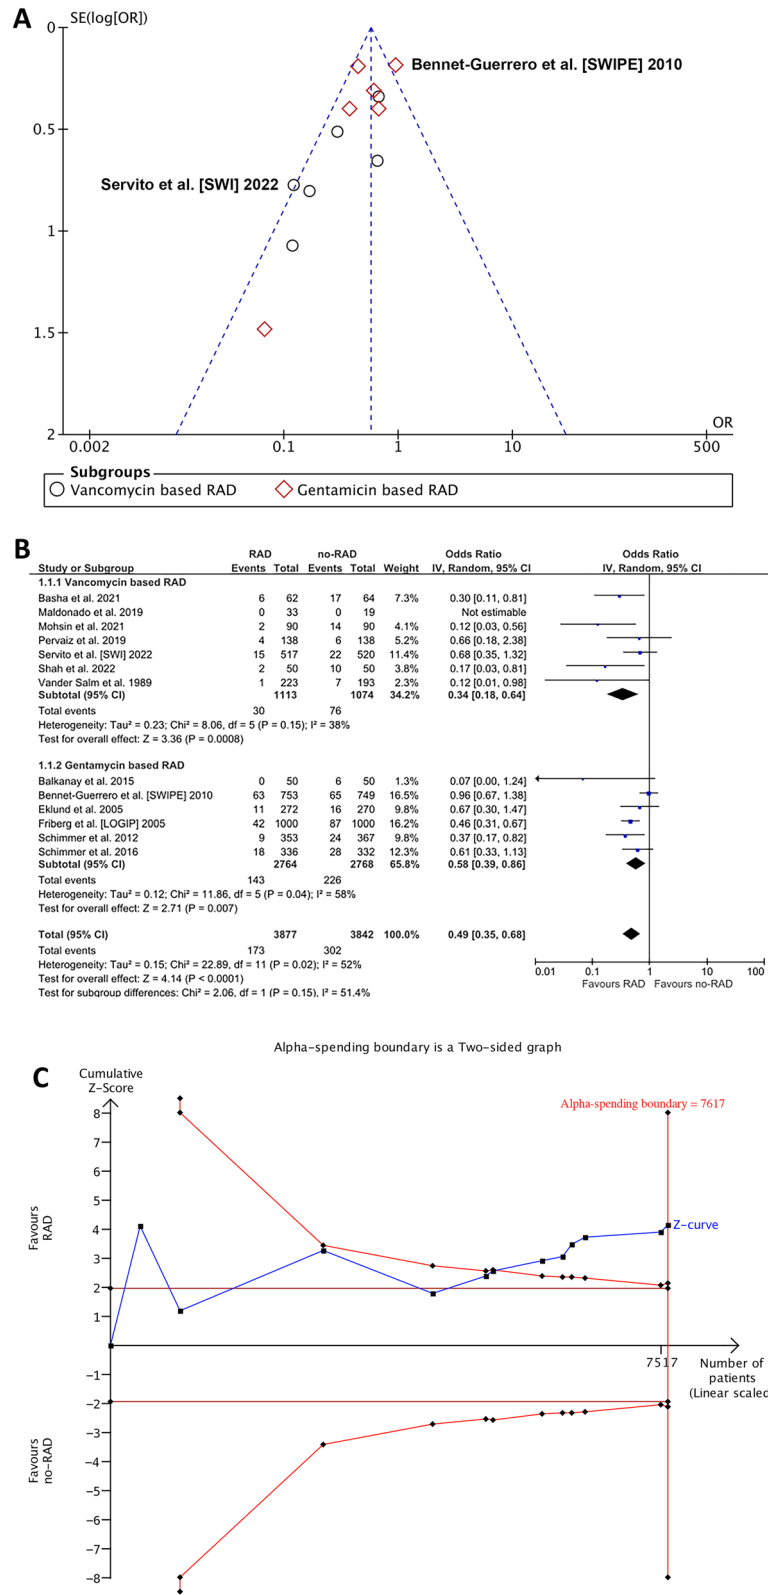 A
SE(log[OR])
0
Bennet-Guerrero et al. [SWIPE] 2010
0.5
Servito et al. [SWI] 2022
1
1.5
2
OR
0.002 0.1 1 10 500
Subgroups
Vancomycin based RAD Gentamicin based RAD
B
RAD no-RAD Odds Ratio Odds Ratio
Study or Subgroup Events Total Events Total Weight IV, Random, 95% CI IV, Random, 95% CI
1.1.1 Vancomycin based RAD
Basha et al. 2021 6 62 17 64 7.3% 0.30 [0.11, 0.81]
Maldonado et al. 2019 0 33 0 19 Not estimable
Mohsin et al. 2021 2 90 14 90 4.1% 0.12 [0.03, 0.56]
Pervaiz et al. 2019 4 138 6 138 5.2% 0.66 [0.18, 2.38]
Servito et al. [SWI] 2022 15 517 22 520 11.4% 0.68 [0.35, 1.32]
Shah et al. 2022 2 50 10 50 3.8% 0.17 [0.03, 0.81]
Vander Salm et al. 1989 1 223 7 193 2.3% 0.12 [0.01, 0.98]
Subtotal (95% CI) 1113 1074 34.2% 0.34 [0.18, 0.64]
Total events 30 76
Heterogeneity: Tau² = 0.23; Chi² = 8.06, df = 5 (P = 0.15); I² = 38%
Test for overall effect: Z = 3.36 (P = 0.0008)
1.1.2 Gentamycin based RAD
Balkanay et al. 2015 0 50 6 50 1.3% 0.07 [0.00, 1.24]
Bennet-Guerrero et al. [SWIPE] 2010 63 753 65 749 16.5% 0.96 [0.67, 1.38]
Eklund et al. 2005 11 272 16 270 9.8% 0.67 [0.30, 1.47]
Friberg et al. [LOGIP] 2005 42 1000 87 1000 16.2% 0.46 [0.31, 0.67]
Schimmer et al. 2012 9 353 24 367 9.8% 0.37 [0.17, 0.82]
Schimmer et al. 2016 18 336 28 332 12.3% 0.61 [0.33, 1.13]
Subtotal (95% CI) 2764 2768 65.8% 0.58 [0.39, 0.86]
Total events 143 226
Heterogeneity: Tau² = 0.12; Chi² = 11.86, df = 5 (P = 0.04); I² = 58%
Test for overall effect: Z = 2.71 (P = 0.007)
Total (95% CI) 3877 3842 100.0% 0.49 [0.35, 0.68]
Total events 173 302
Heterogeneity: Tau² = 0.15; Chi² = 22.89, df = 11 (P = 0.02); I² = 52%
Test for overall effect: Z = 4.14 (P < 0.0001)
Test for subgroup differences: Chi² = 2.06, df = 1 (P = 0.15), I² = 51.4%
0.01 0.1 1 10 100
Favours RAD Favours no-RAD
Alpha-spending boundary is a Two-sided graph
C
Cumulative
Z-Score
Alpha-spending boundary = 7617
8
7
6
5
4
3
2
1
Favours
RAD
Z-curve
7517
Number of
patients
(Linear scaled
-1
-2
-3
-4
-5
-6
-7
-8
Favours
no-RAD